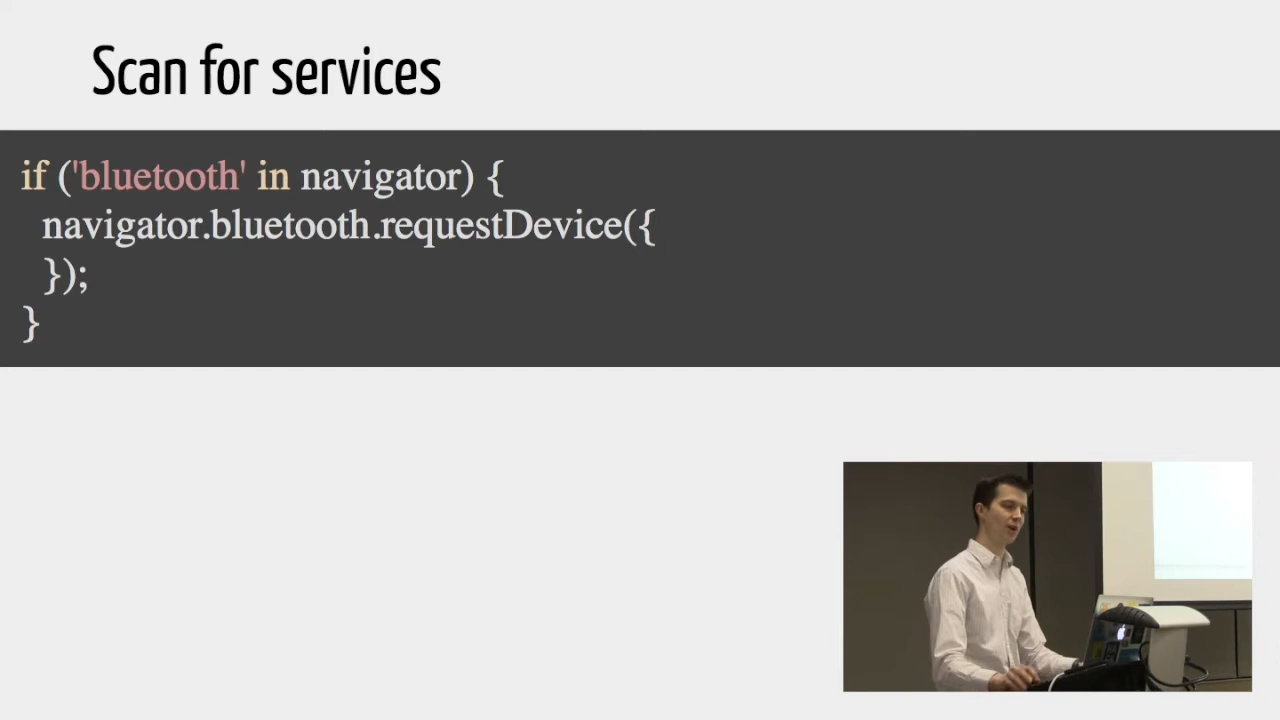 Scan for services
if ('bluetooth' in navigator) {
navigator.bluetooth.requestDevice({
});
}